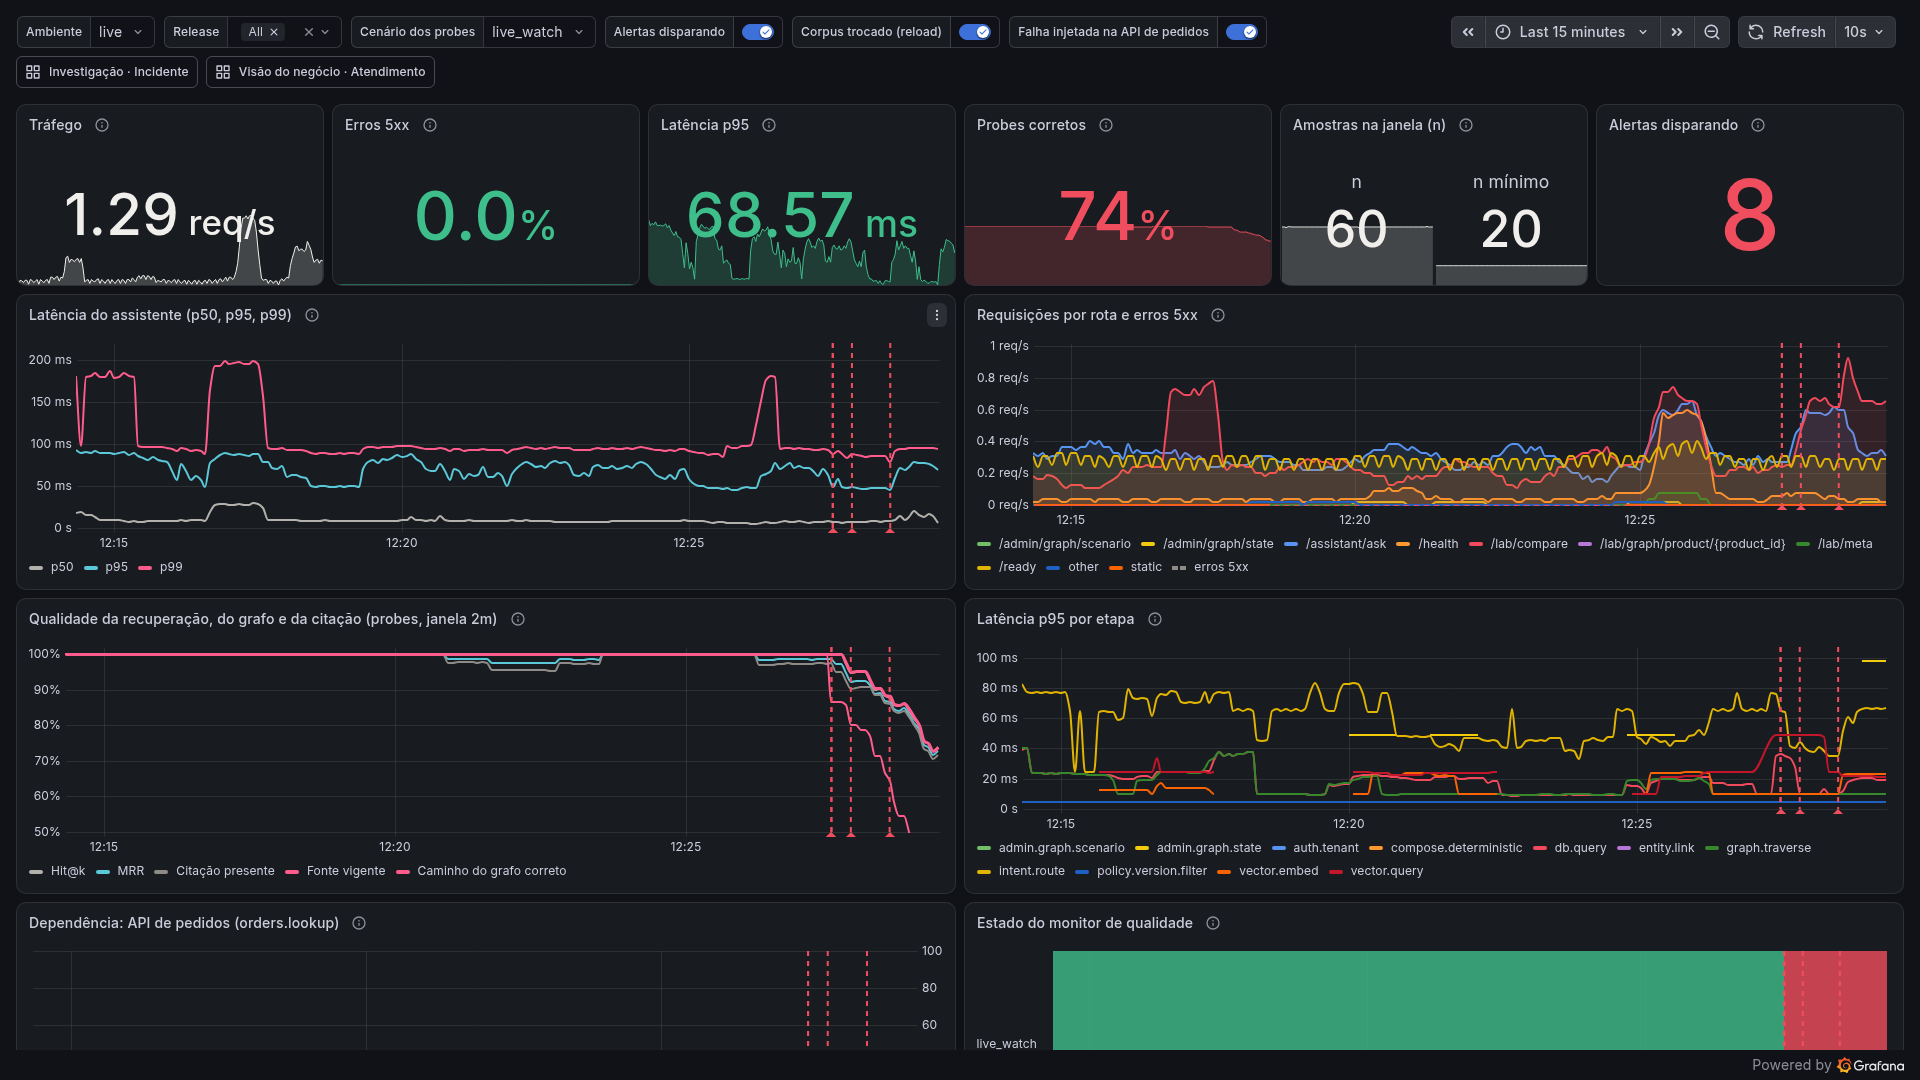 Ambiente live Release All Cenário dos probes live_watch Alertas disparando Corpus trocado (reload) Falha injetada na API de pedidos Last 15 minutes Refresh 10s
Investigação · Incidente Visão do negócio · Atendimento
Tráfego
1.29 req/s
Erros 5xx
0.0%
Latência p95
68.57 ms
Probes corretos
74%
Amostras na janela (n)
n
60
n mínimo
20
Alertas disparando
8
Latência do assistente (p50, p95, p99)
200 ms
150 ms
100 ms
50 ms
0 s
12:15 12:20 12:25
p50 p95 p99
Requisições por rota e erros 5xx
1 req/s
0.8 req/s
0.6 req/s
0.4 req/s
0.2 req/s
0 req/s
12:15 12:20 12:25
/admin/graph/scenario /admin/graph/state /assistant/ask /health /lab/compare /lab/graph/product/{product_id} /lab/meta
/ready other static erros 5xx
Qualidade da recuperação, do grafo e da citação (probes, janela 2m)
100%
90%
80%
70%
60%
50%
12:15 12:20 12:25
Hit@k MRR Citação presente Fonte vigente Caminho do grafo correto
Latência p95 por etapa
100 ms
80 ms
60 ms
40 ms
20 ms
0 s
12:15 12:20 12:25
admin.graph.scenario admin.graph.state auth.tenant compose.deterministic db.query entity.link graph.traverse
intent.route policy.version.filter vector.embed vector.query
Dependência: API de pedidos (orders.lookup)
100
80
60
Estado do monitor de qualidade
live_watch
Powered by Grafana